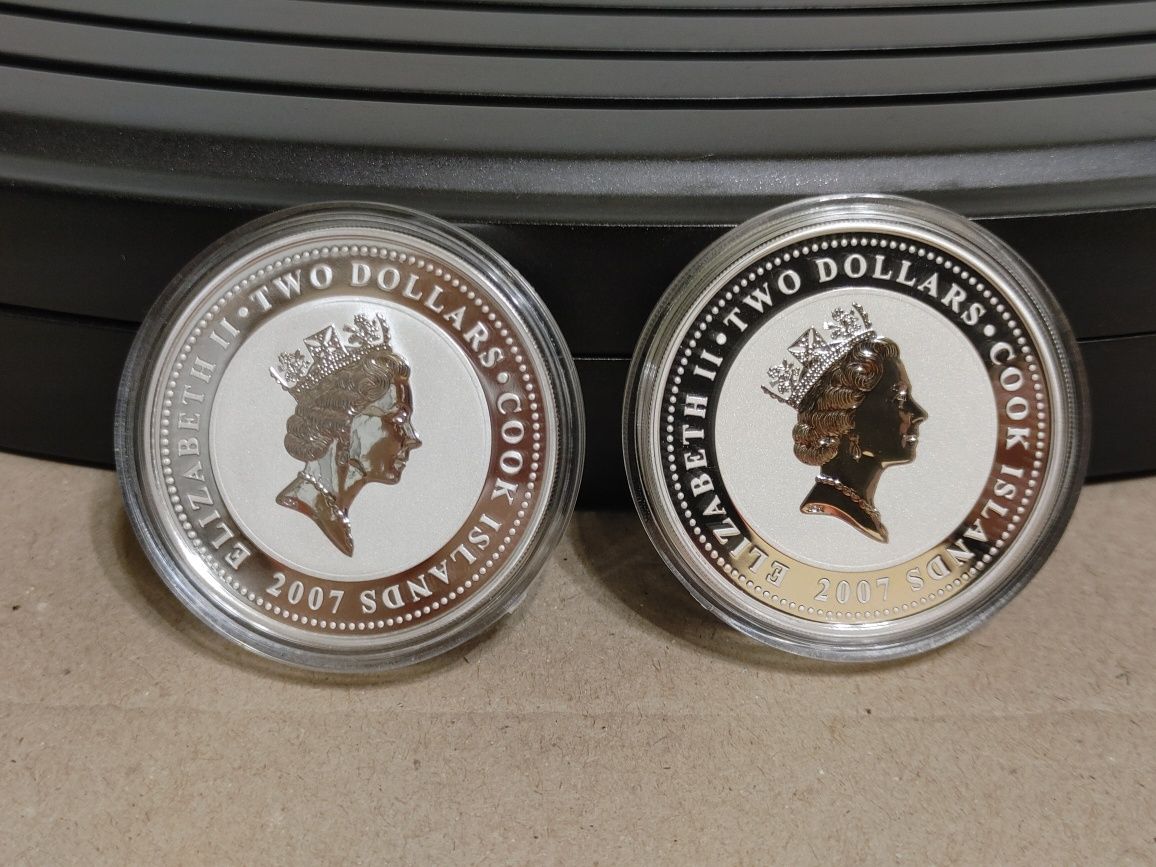 ELIZABETH II • TWO DOLLARS • COOK ISLANDS 2007
ELIZABETH II • TWO DOLLARS • COOK ISLANDS 2007